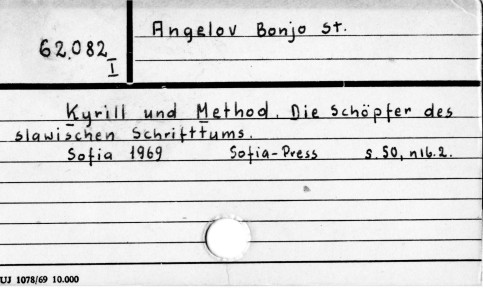 Angelov Bonjo St.
62.082
I
Kyrill und Method. Die Schöpfer des
slawischen Schrifttums.
Sofia 1969 Sofia-Press S. 50, nlb.2.
UJ 1078/69 10.000